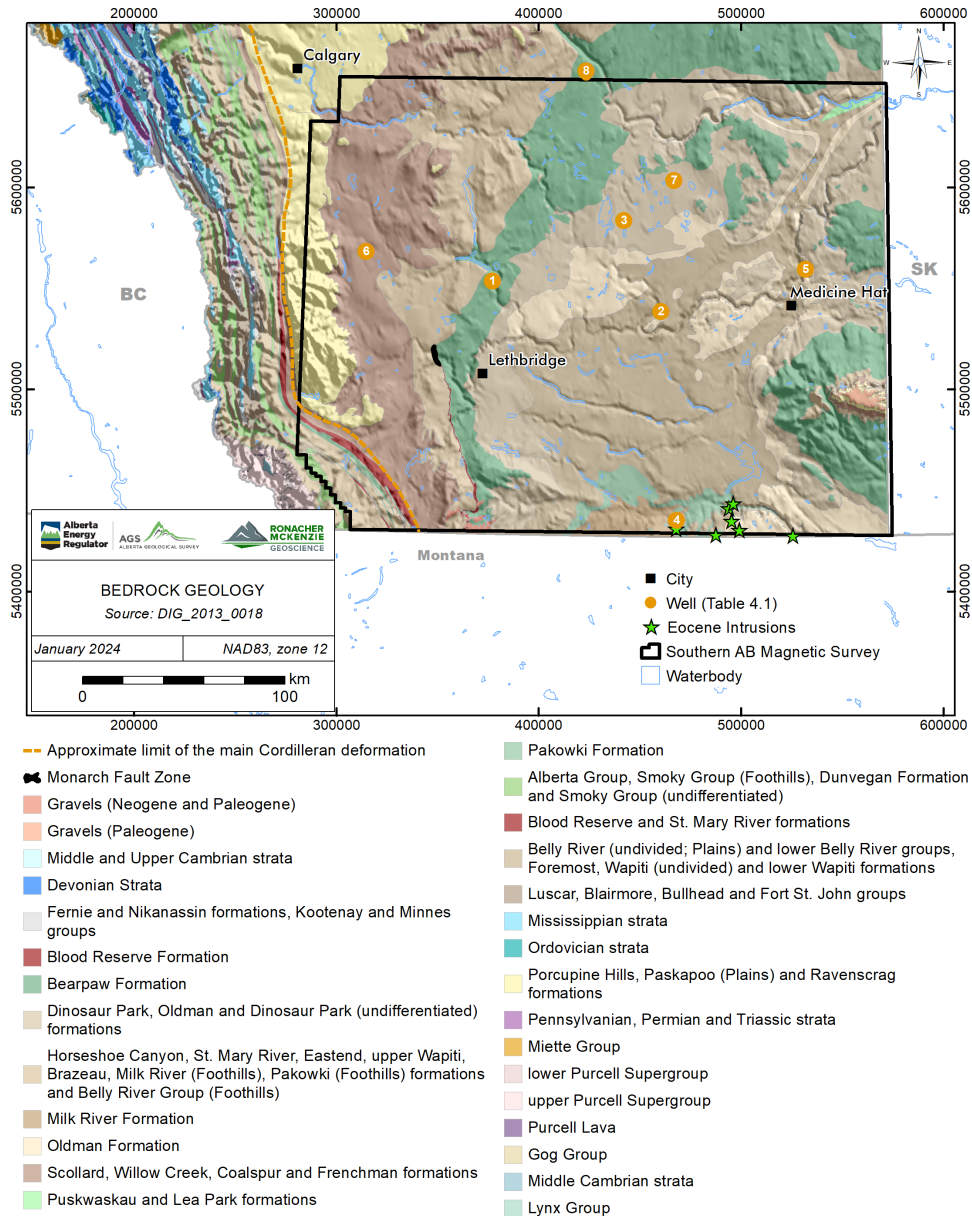 200000 300000 400000 500000 600000
N
W E
S
Calgary
8
5600000 5600000
7
3
6
SK
1
5
BC
Medicine Hat
2
Lethbridge
5500000 5500000
4
Alberta
Energy
Regulator
AGS
ALBERTA GEOLOGICAL SURVEY
RONACHER
MCKENZIE
GEOSCIENCE
Montana
BEDROCK GEOLOGY
Source: DIG_2013_0018
January 2024 NAD83, zone 12
km
0 100
City
Well (Table 4.1)
Eocene Intrusions
Southern AB Magnetic Survey
Waterbody
5400000 5400000
200000 300000 400000 500000 600000
Approximate limit of the main Cordilleran deformation
Monarch Fault Zone
Gravels (Neogene and Paleogene)
Gravels (Paleogene)
Middle and Upper Cambrian strata
Devonian Strata
Fernie and Nikanassin formations, Kootenay and Minnes
groups
Blood Reserve Formation
Bearpaw Formation
Dinosaur Park, Oldman and Dinosaur Park (undifferentiated)
formations
Horseshoe Canyon, St. Mary River, Eastend, upper Wapiti,
Brazeau, Milk River (Foothills), Pakowki (Foothills) formations
and Belly River Group (Foothills)
Milk River Formation
Oldman Formation
Scollard, Willow Creek, Coalspur and Frenchman formations
Puskwaskau and Lea Park formations
Pakowki Formation
Alberta Group, Smoky Group (Foothills), Dunvegan Formation
and Smoky Group (undifferentiated)
Blood Reserve and St. Mary River formations
Belly River (undivided; Plains) and lower Belly River groups,
Foremost, Wapiti (undivided) and lower Wapiti formations
Luscar, Blairmore, Bullhead and Fort St. John groups
Mississippian strata
Ordovician strata
Porcupine Hills, Paskapoo (Plains) and Ravenscrag
formations
Pennsylvanian, Permian and Triassic strata
Miette Group
lower Purcell Supergroup
upper Purcell Supergroup
Purcell Lava
Gog Group
Middle Cambrian strata
Lynx Group